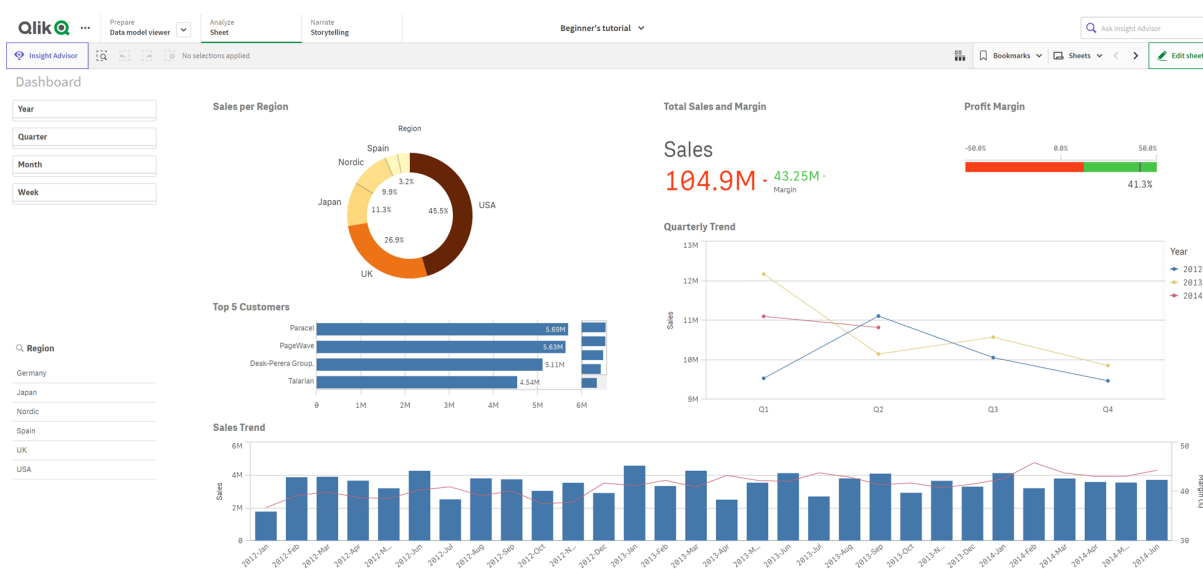 Qlik
Prepare
Data model viewer
Analyze
Sheet
Narrate
Storytelling
Beginner's tutorial
Ask Insight Advisor
Insight Advisor
No selections applied
Bookmarks
Sheets
Edit sheet
Dashboard
Year
Quarter
Month
Week
Region
Germany
Japan
Nordic
Spain
UK
USA
Sales per Region
Region
Spain
Nordic
Japan
UK
USA
3.2%
9.9%
11.3%
26.9%
45.5%
Total Sales and Margin
Sales
104.9M
43.25M
Margin
Profit Margin
-50.0%
0.0%
50.0%
41.3%
Top 5 Customers
Paracel
5.69M
PageWave
5.63M
Deak-Perera Group.
5.11M
Talarian
4.54M
0 1M 2M 3M 4M 5M 6M
Quarterly Trend
Sales
13M
12M
11M
10M
9M
Q1 Q2 Q3 Q4
Year
2012
2013
2014
Sales Trend
Sales
6M
4M
2M
0
50
40
30
Margin (%)
2012-Jan
2012-Feb
2012-Mar
2012-Apr
2012-M...
2012-Jun
2012-Jul
2012-Aug
2012-Sep
2012-Oct
2012-N...
2012-Dec
2013-Jan
2013-Feb
2013-Mar
2013-Apr
2013-M...
2013-Jun
2013-Jul
2013-Aug
2013-Sep
2013-Oct
2013-N...
2013-Dec
2014-Jan
2014-Feb
2014-Mar
2014-Apr
2014-M...
2014-Jun